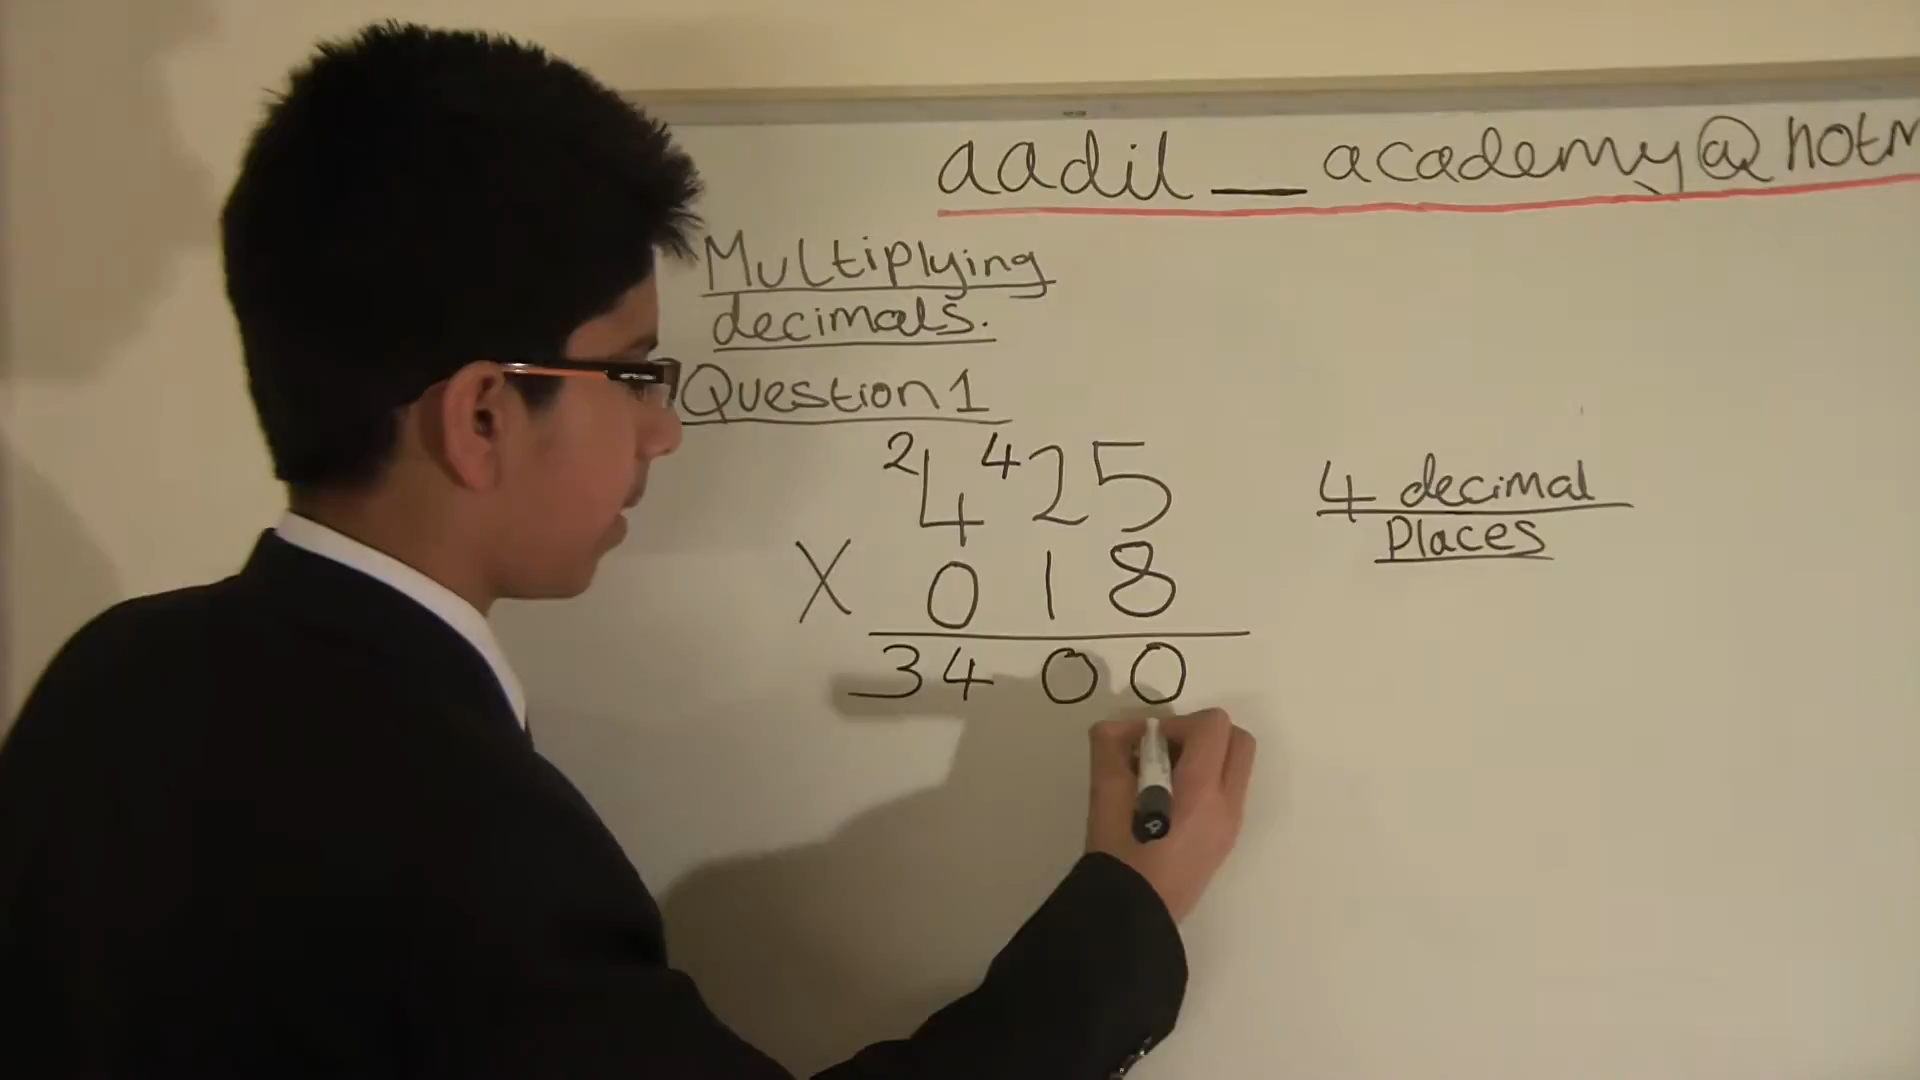 aadil_academy@hotm
Multiplying
decimals.
Question 1
2 4 4 2 5
X 0 1 8
3 4 0 0
4 decimal
Places